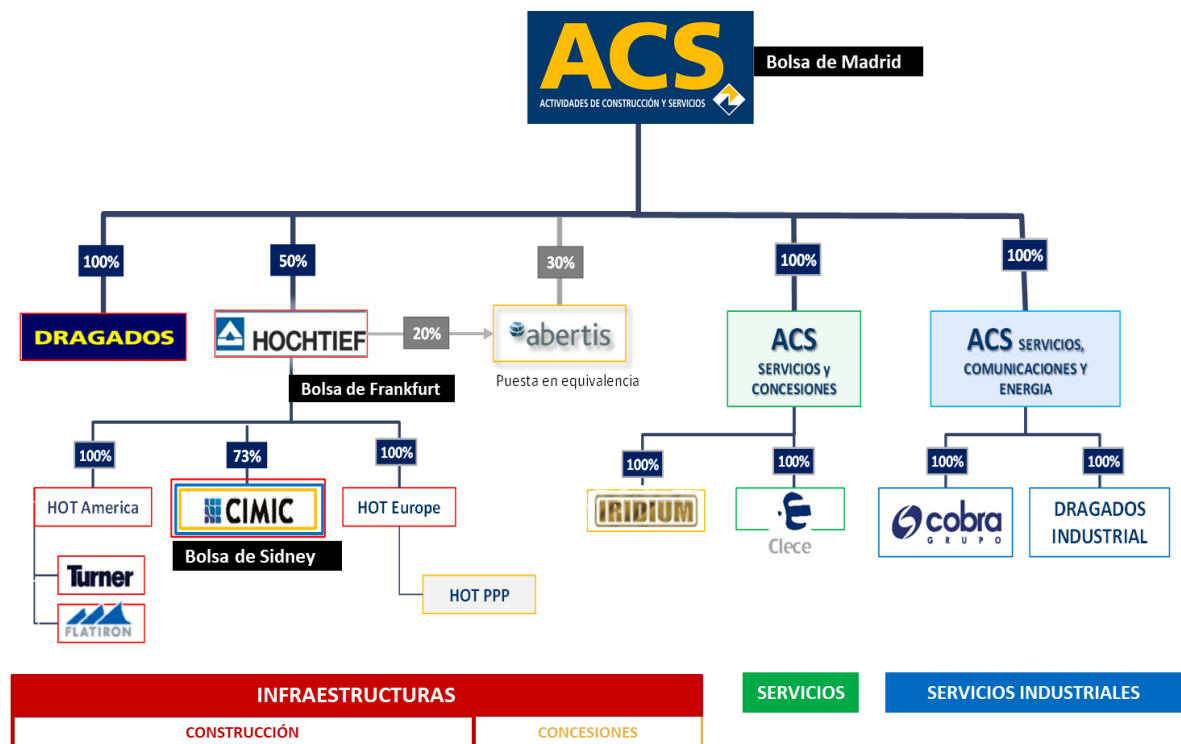 ACS
ACTIVIDADES DE CONSTRUCCIÓN Y SERVICIOS
Bolsa de Madrid
100%
50%
30%
100%
100%
DRAGADOS
HOCHTIEF
20%
abertis
ACS
SERVICIOS y
CONCESIONES
ACS SERVICIOS,
COMUNICACIONES Y
ENERGIA
Puesta en equivalencia
Bolsa de Frankfurt
100%
73%
100%
100%
100%
100%
100%
HOT America
CIMIC
HOT Europe
IRIDIUM
Clece
cobra
GRUPO
DRAGADOS
INDUSTRIAL
Bolsa de Sidney
Turner
HOT PPP
FLATIRON
INFRAESTRUCTURAS
SERVICIOS
SERVICIOS INDUSTRIALES
CONSTRUCCIÓN
CONCESIONES